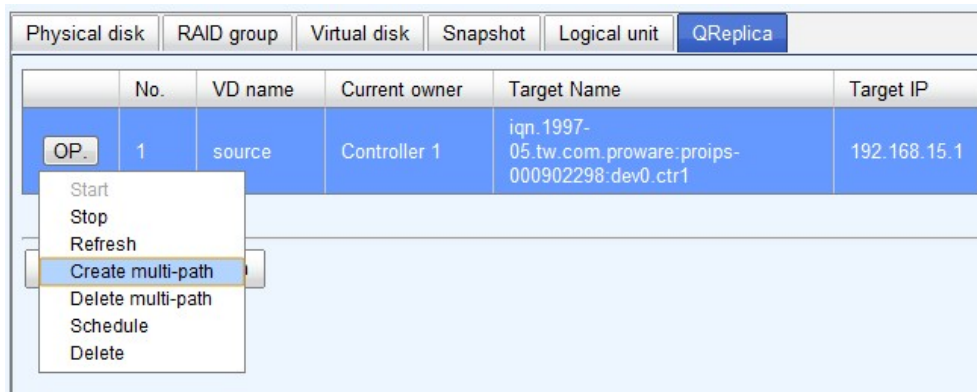 Physical disk RAID group Virtual disk Snapshot Logical unit QReplica
No. VD name Current owner Target Name Target IP
OP. 1 source Controller 1 iqn.1997-
05.tw.com.proware:proips-
000902298:dev0.ctr1 192.168.15.1
Start
Stop
Refresh
Create multi-path
Delete multi-path
Schedule
Delete